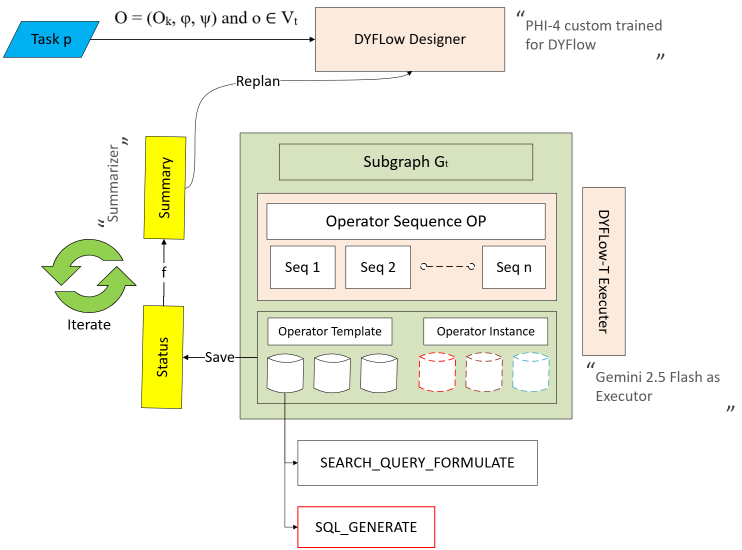 Task p
O = (Oₖ, φ, ψ) and o ∈ Vₜ
DYFLow Designer
“PHI-4 custom trained
for DYFlow
”
Replan
“Summarizer”
Summary
Subgraph Gₜ
Operator Sequence OP
Seq 1
Seq 2
Seq n
DYFLow-T Executer
f
Iterate
Operator Template
Operator Instance
Status
Save
“Gemini 2.5 Flash as
Executor
”
SEARCH_QUERY_FORMULATE
SQL_GENERATE